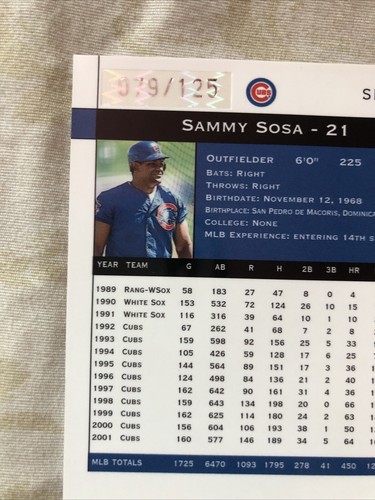 079/125
CUBS
SAMMY SOSA - 21
OUTFIELDER 6'0" 225
BATS: RIGHT
THROWS: RIGHT
BIRTHDATE: NOVEMBER 12, 1968
BIRTHPLACE: SAN PEDRO DE MACORIS, DOMINICA
COLLEGE: NONE
MLB EXPERIENCE: ENTERING 14TH S
YEAR TEAM G AB R H 2B 3B HR
1989 RANG-WSOX 58 183 27 47 8 0 4
1990 WHITE SOX 153 532 72 124 26 10 15
1991 WHITE SOX 116 316 39 64 10 1 10
1992 CUBS 67 262 41 68 7 2 8
1993 CUBS 159 598 92 156 25 5 33
1994 CUBS 105 426 59 128 17 6 25
1995 CUBS 144 564 89 151 17 3 36
1996 CUBS 124 498 84 136 21 2 40
1997 CUBS 162 642 90 161 31 4 36
1998 CUBS 159 643 134 198 20 0 66
1999 CUBS 162 625 114 180 24 2 63
2000 CUBS 156 604 106 193 38 1 50
2001 CUBS 160 577 146 189 34 5 64
MLB TOTALS 1725 6470 1093 1795 278 41 450